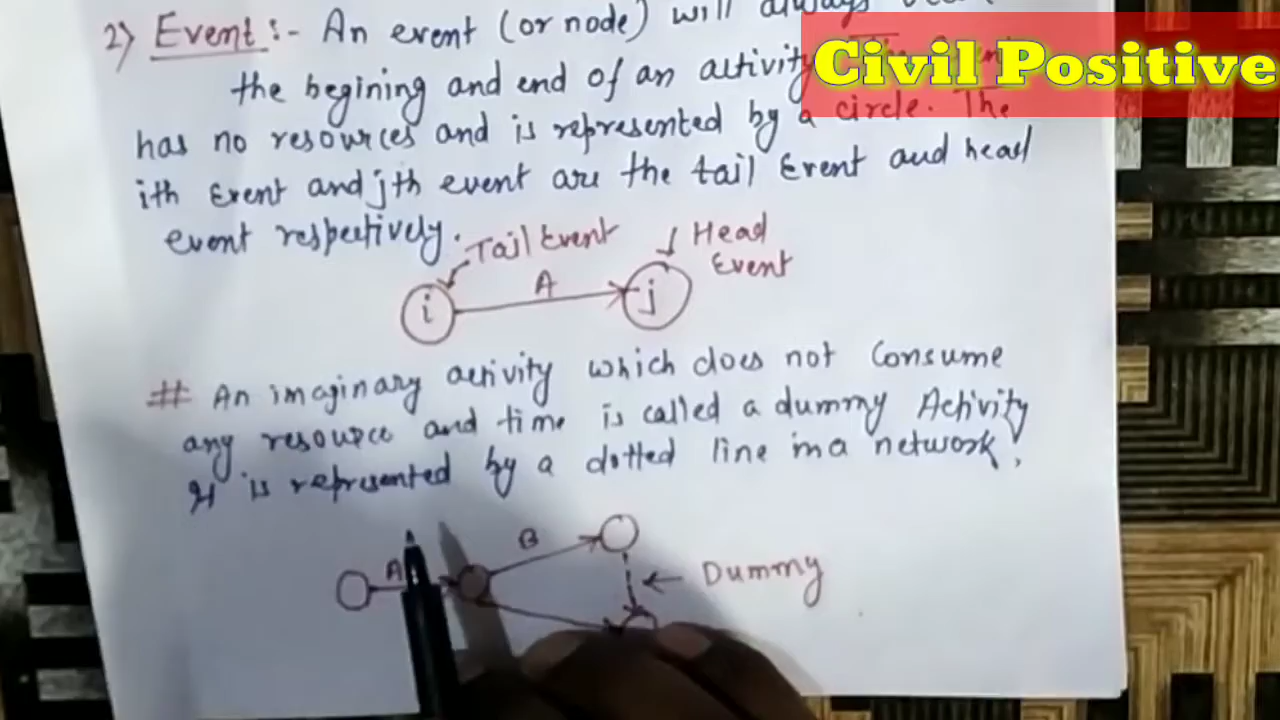 2) Event :- An event (or node) will always
Civil Positive
the begining and end of an activity
has no resources and is represented by a circle. The
ith Event and jth event are the tail Event and head
event respectively.
Tail Event
Head
Event
A
i
j
# An imaginary activity which does not Consume
any resource and time is called a dummy Activity
It is represented by a dotted line in a network.
B
A
Dummy